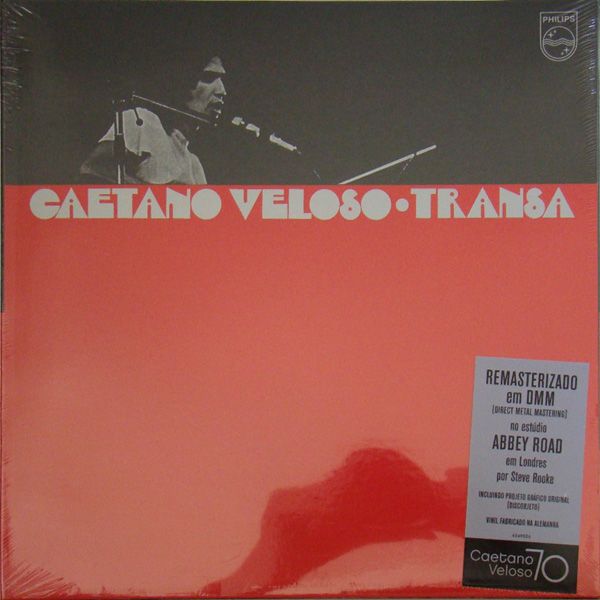 PHILIPS
CAETANO VELOSO • TRANSA
REMASTERIZADO
em DMM
[DIRECT METAL MASTERING]
no estúdio
ABBEY ROAD
em Londres
por Steve Rooke
INCLUINDO PROJETO GRÁFICO ORIGINAL
[DISCOBJETO]
VINIL FABRICADO NA ALEMANHA
Caetano
Veloso 70